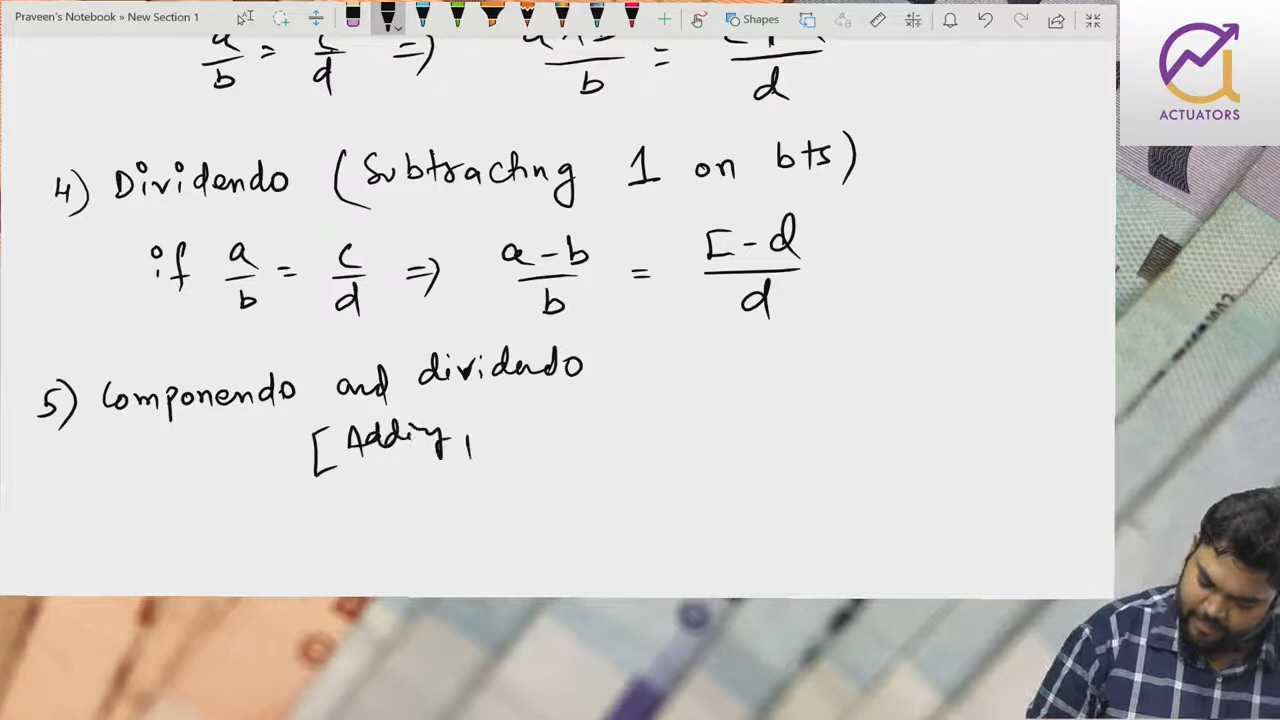 Praveen's Notebook » New Section 1
Shapes
ACTUATORS
a/b = c/d =>
b = d
4) Dividendo (Subtracting 1 on bts)
if a/b = c/d => a-b/b = c-d/d
5) Componendo and dividendo
[Adding 1